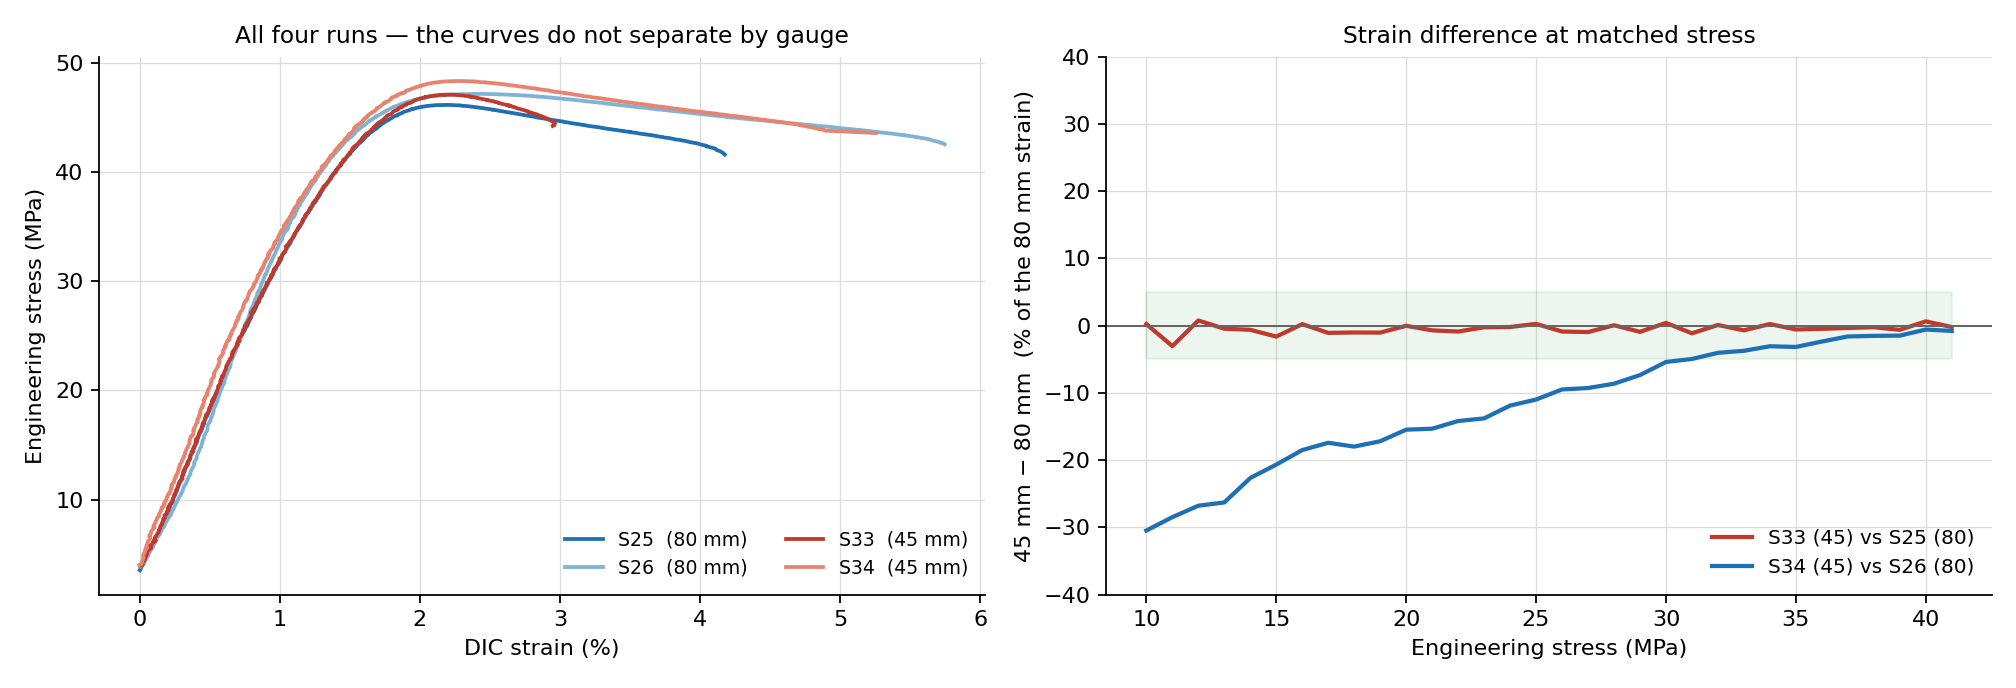 All four runs — the curves do not separate by gauge
Engineering stress (MPa)
50
40
30
20
10
0
1
2
3
4
5
6
DIC strain (%)
S25 (80 mm)
S26 (80 mm)
S33 (45 mm)
S34 (45 mm)
Strain difference at matched stress
45 mm − 80 mm (% of the 80 mm strain)
40
30
20
10
0
−10
−20
−30
−40
10
15
20
25
30
35
40
Engineering stress (MPa)
S33 (45) vs S25 (80)
S34 (45) vs S26 (80)